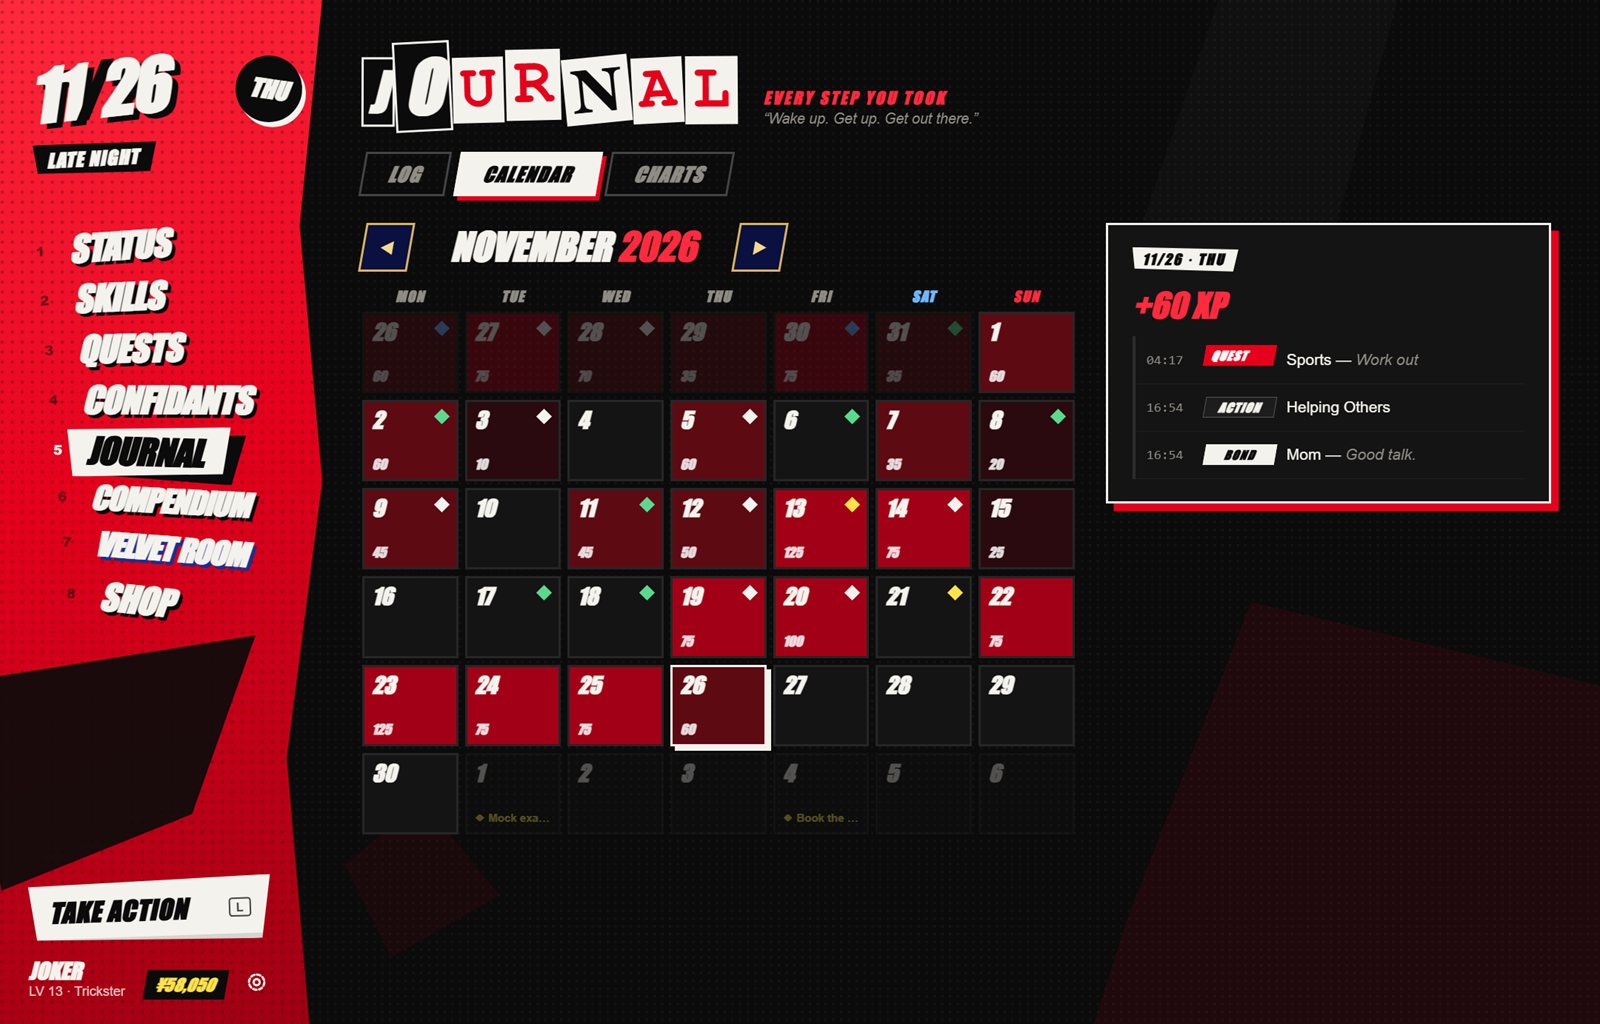 11/26
THU
LATE NIGHT
1 STATUS
2 SKILLS
3 QUESTS
4 CONFIDANTS
5 JOURNAL
6 COMPENDIUM
7 VELVET ROOM
8 SHOP
TAKE ACTION L
JOKER
LV 13 · Trickster
¥58,050
JOURNAL
EVERY STEP YOU TOOK
“Wake up. Get up. Get out there.”
LOG CALENDAR CHARTS
◄ NOVEMBER 2026 ►
MON TUE WED THU FRI SAT SUN
26 27 28 29 30 31 1
60 75 70 35 75 35 60
2 3 4 5 6 7 8
60 10 60 35 20
9 10 11 12 13 14 15
45 45 50 125 75 25
16 17 18 19 20 21 22
75 100 75
23 24 25 26 27 28 29
125 75 75 60
30 1 2 3 4 5 6
Mock exa… Book the …
11/26 · THU
+60 XP
04:17 QUEST Sports — Work out
16:54 ACTION Helping Others
16:54 BOND Mom — Good talk.